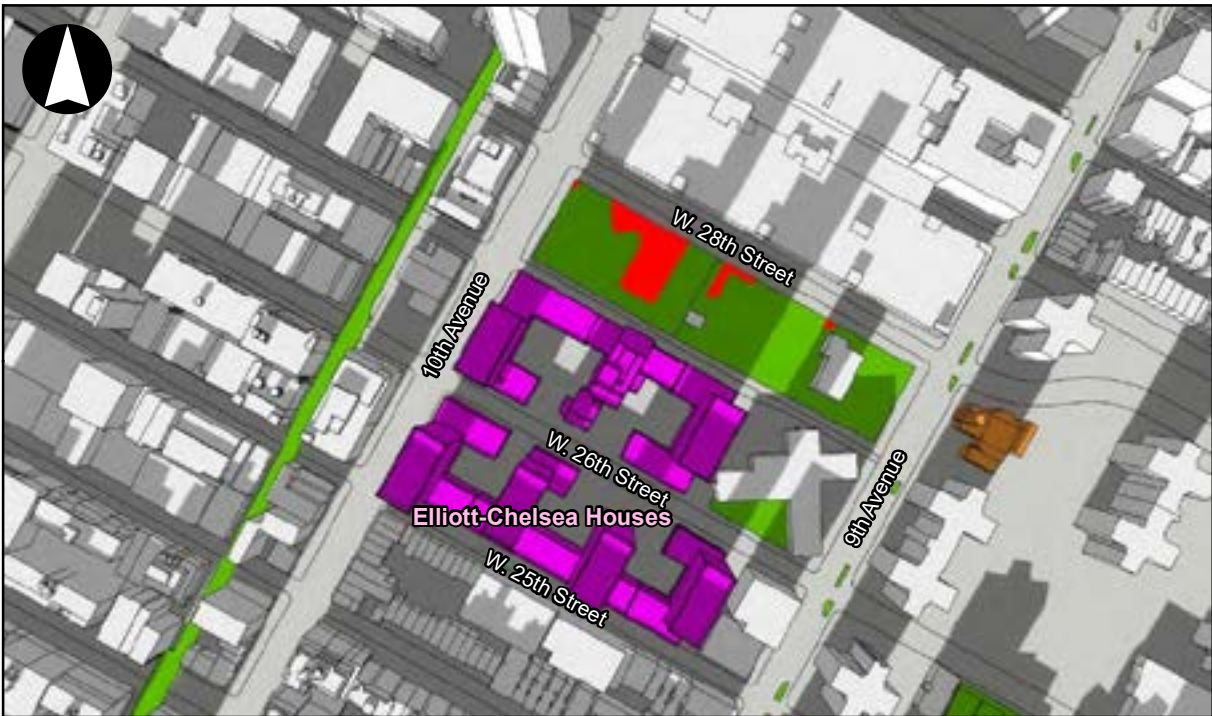 W. 28th Street
10th Avenue
W. 26th Street
9th Avenue
Elliott-Chelsea Houses
W. 25th Street